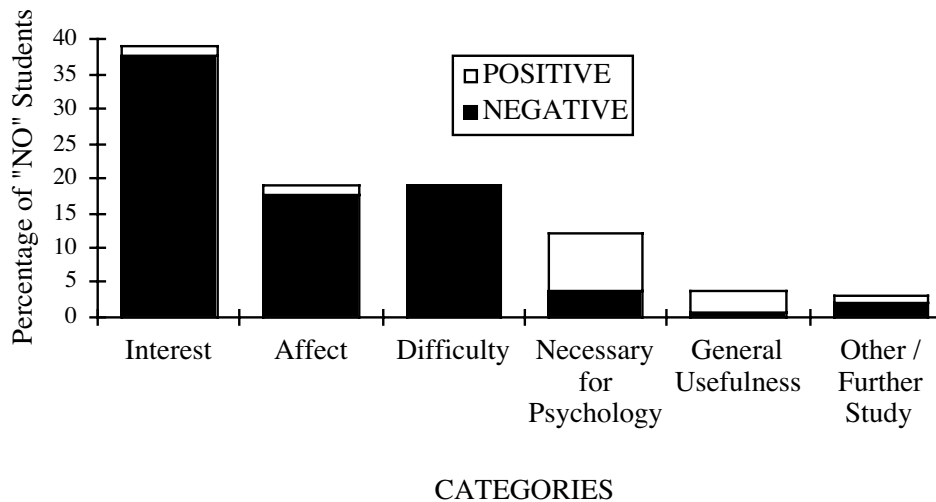 Percentage of "NO" Students
40
35
30
25
20
15
10
5
0
POSITIVE
NEGATIVE
Interest
Affect
Difficulty
Necessary
for
Psychology
General
Usefulness
Other /
Further
Study
CATEGORIES